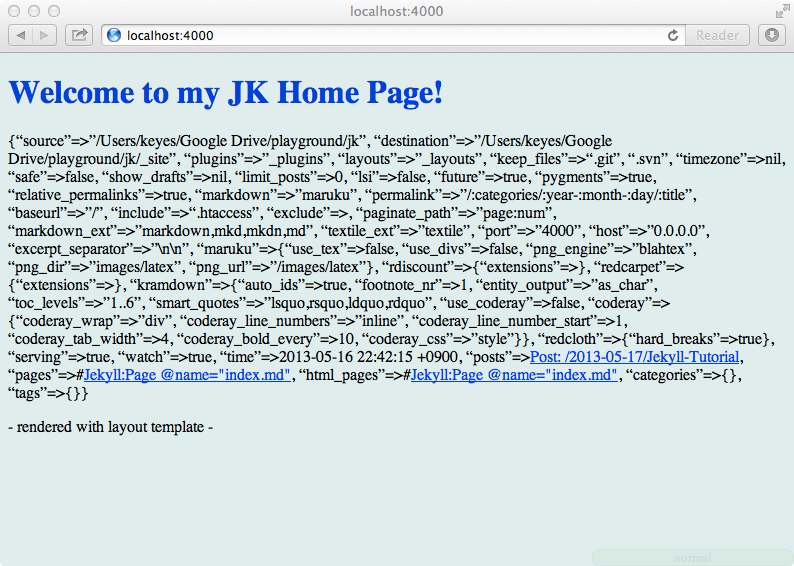 localhost:4000
localhost:4000
Reader
Welcome to my JK Home Page!
{“source”=>”/Users/keyes/Google Drive/playground/jk”, “destination”=>”/Users/keyes/Google
Drive/playground/jk/_site”, “plugins”=>”_plugins”, “layouts”=>”_layouts”, “keep_files”=>“.git”, “.svn”, “timezone”=>nil,
“safe”=>false, “show_drafts”=>nil, “limit_posts”=>0, “lsi”=>false, “future”=>true, “pygments”=>true,
“relative_permalinks”=>true, “markdown”=>”maruku”, “permalink”=>”/:categories/:year-:month-:day/:title”,
“baseurl”=>”/”, “include”=>“.htaccess”, “exclude”=>, “paginate_path”=>”page:num”,
“markdown_ext”=>”markdown,mkd,mkdn,md”, “textile_ext”=>”textile”, “port”=>”4000”, “host”=>”0.0.0.0”,
“excerpt_separator”=>”\n\n”, “maruku”=>{“use_tex”=>false, “use_divs”=>false, “png_engine”=>”blahtex”,
“png_dir”=>”images/latex”, “png_url”=>”/images/latex”}, “rdiscount”=>{“extensions”=>}, “redcarpet”=>
{“extensions”=>}, “kramdown”=>{“auto_ids”=>true, “footnote_nr”=>1, “entity_output”=>”as_char”,
“toc_levels”=>”1..6”, “smart_quotes”=>”lsquo,rsquo,ldquo,rdquo”, “use_coderay”=>false, “coderay”=>
{“coderay_wrap”=>”div”, “coderay_line_numbers”=>”inline”, “coderay_line_number_start”=>1,
“coderay_tab_width”=>4, “coderay_bold_every”=>10, “coderay_css”=>”style”}}, “redcloth”=>{“hard_breaks”=>true},
“serving”=>true, “watch”=>true, “time”=>2013-05-16 22:42:15 +0900, “posts”=>Post: /2013-05-17/Jekyll-Tutorial,
“pages”=>#Jekyll:Page @name="index.md", “html_pages”=>#Jekyll:Page @name="index.md", “categories”=>{},
“tags”=>{}}
- rendered with layout template -
normal